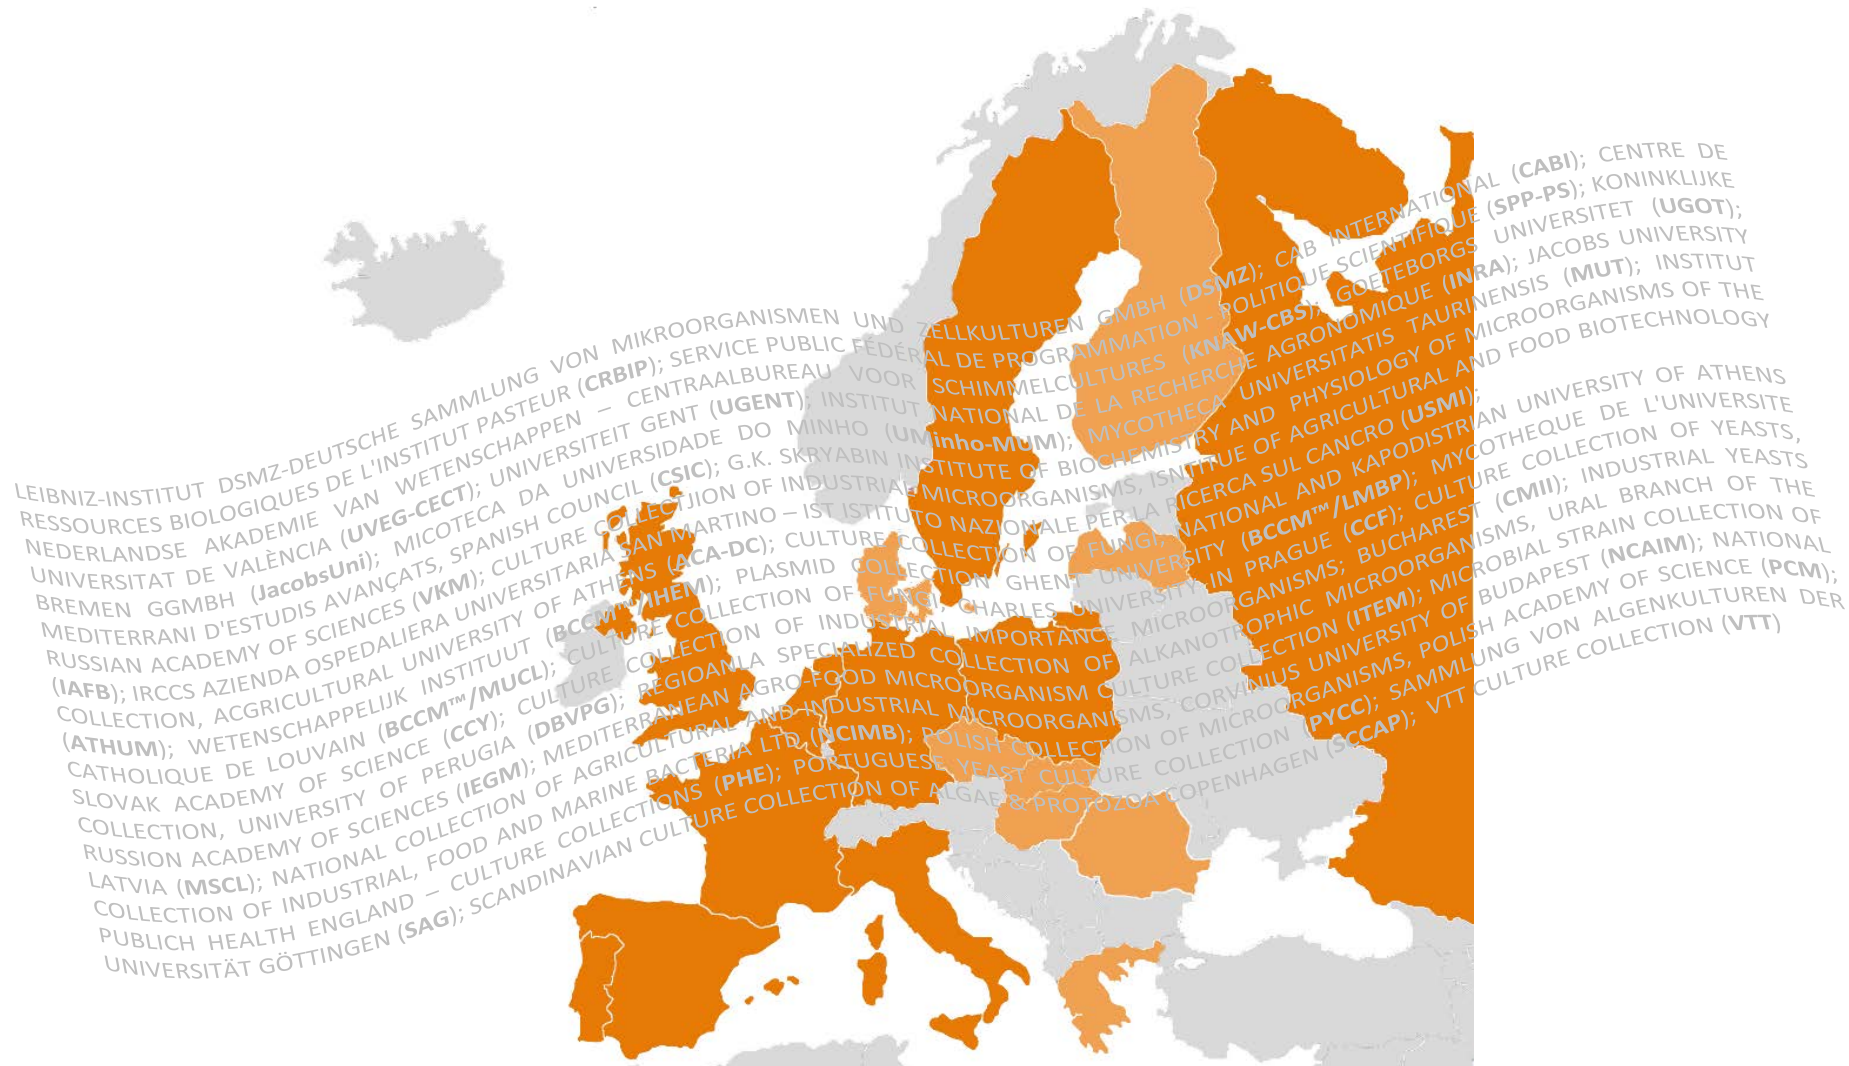 LEIBNIZ-INSTITUT DSMZ-DEUTSCHE SAMMLUNG VON MIKROORGANISMEN UND ZELLKULTUREN GMBH (DSMZ); CAB INTERNATIONAL (CABI); CENTRE DE
RESSOURCES BIOLOGIQUES DE L'INSTITUT PASTEUR (CRBIP); SERVICE PUBLIC FÉDÉRAL DE PROGRAMMATION - POLITIQUE SCIENTIFIQUE (SPP-PS); KONINKLIJKE
NEDERLANDSE AKADEMIE VAN WETENSCHAPPEN – CENTRAALBUREAU VOOR SCHIMMELCULTURES (KNAW-CBS); GOETEBORGS UNIVERSITET (UGOT);
UNIVERSITAT DE VALÈNCIA (UVEG-CECT); UNIVERSITEIT GENT (UGENT); INSTITUT NATIONAL DE LA RECHERCHE AGRONOMIQUE (INRA); JACOBS UNIVERSITY
BREMEN GGMBH (JacobsUni); MICOTECA DA UNIVERSIDADE DO MINHO (UMinho-MUM); MYCOTHECA UNIVERSITATIS TAURINENSIS (MUT); INSTITUT
MEDITERRANI D'ESTUDIS AVANÇATS, SPANISH COUNCIL (CSIC); G.K. SKRYABIN INSTITUTE OF BIOCHEMISTRY AND PHYSIOLOGY OF MICROORGANISMS OF THE
RUSSIAN ACADEMY OF SCIENCES (VKM); CULTURE COLLECTJION OF INDUSTRIAL MICROORGANISMS, ISNTITUE OF AGRICULTURAL AND FOOD BIOTECHNOLOGY
(IAFB); IRCCS AZIENDA OSPEDALIERA UNIVERSITARIA SAN MARTINO – IST ISTITUTO NAZIONALE PER LA RICERCA SUL CANCRO (USMI);
COLLECTION, ACGRICULTURAL UNIVERSITY OF ATHENS (ACA-DC); CULTURE COLLECTION OF FUNGI, NATIONAL AND KAPODISTRIAN UNIVERSITY OF ATHENS
(ATHUM); WETENSCHAPPELIJK INSTITUUT (BCCM™/IHEM); PLASMID COLLECTION GHENT UNIVERSITY (BCCM™/LMBP); MYCOTHEQUE DE L'UNIVERSITE
CATHOLIQUE DE LOUVAIN (BCCM™/MUCL); CULTURE COLLECTION OF FUNGI, CHARLES UNIVERSITY IN PRAGUE (CCF); CULTURE COLLECTION OF YEASTS,
SLOVAK ACADEMY OF SCIENCE (CCY); CULTURE COLLECTION OF INDUSTRIAL IMPORTANCE MICROORGANISMS; BUCHAREST (CMII); INDUSTRIAL YEASTS
COLLECTION, UNIVERSITY OF PERUGIA (DBVPG); REGIOANLA SPECIALIZED COLLECTION OF ALKANOTROPHIC MICROORGANISMS, URAL BRANCH OF THE
RUSSION ACADEMY OF SCIENCES (IEGM); MEDITERRANEAN AGRO-FOOD MICROORGANISM CULTURE COLLECTION (ITEM); MICROBIAL STRAIN COLLECTION OF
LATVIA (MSCL); NATIONAL COLLECTION OF AGRICULTURAL AND INDUSTRIAL MICROORGANISMS, CORVINIUS UNIVERSITY OF BUDAPEST (NCAIM); NATIONAL
COLLECTION OF INDUSTRIAL, FOOD AND MARINE BACTERIA LTD (NCIMB); POLISH COLLECTION OF MICROORGANISMS, POLISH ACADEMY OF SCIENCE (PCM);
PUBLICH HEALTH ENGLAND – CULTURE COLLECTIONS (PHE); PORTUGUESE YEAST CULTURE COLLECTION (PYCC); SAMMLUNG VON ALGENKULTUREN DER
UNIVERSITÄT GÖTTINGEN (SAG); SCANDINAVIAN CULTURE COLLECTION OF ALGAE & PROTOZOA COPENHAGEN (SCCAP); VTT CULTURE COLLECTION (VTT)